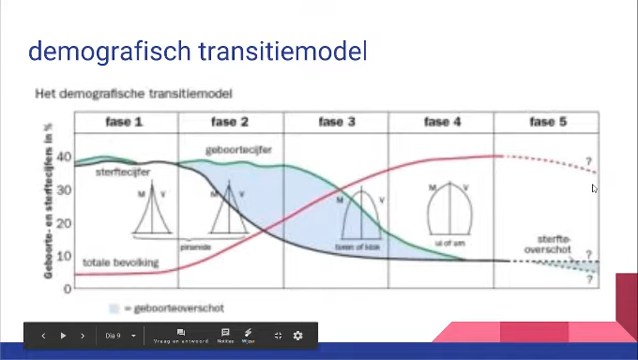 demografisch transitiemodel
Het demografische transitiemodel
fase 1 fase 2 fase 3 fase 4 fase 5
Geboorte- en sterftecijfers in %
40
30
20
10
0
geboortecijfer
sterftecijfer
M V
M V
M V
M V
piramide
toren of klok
ui of urn
totale bevolking
sterfte-
overschot
?
?
?
= geboorteoverschot
Dia 9
Vraag en antwoord
Notities